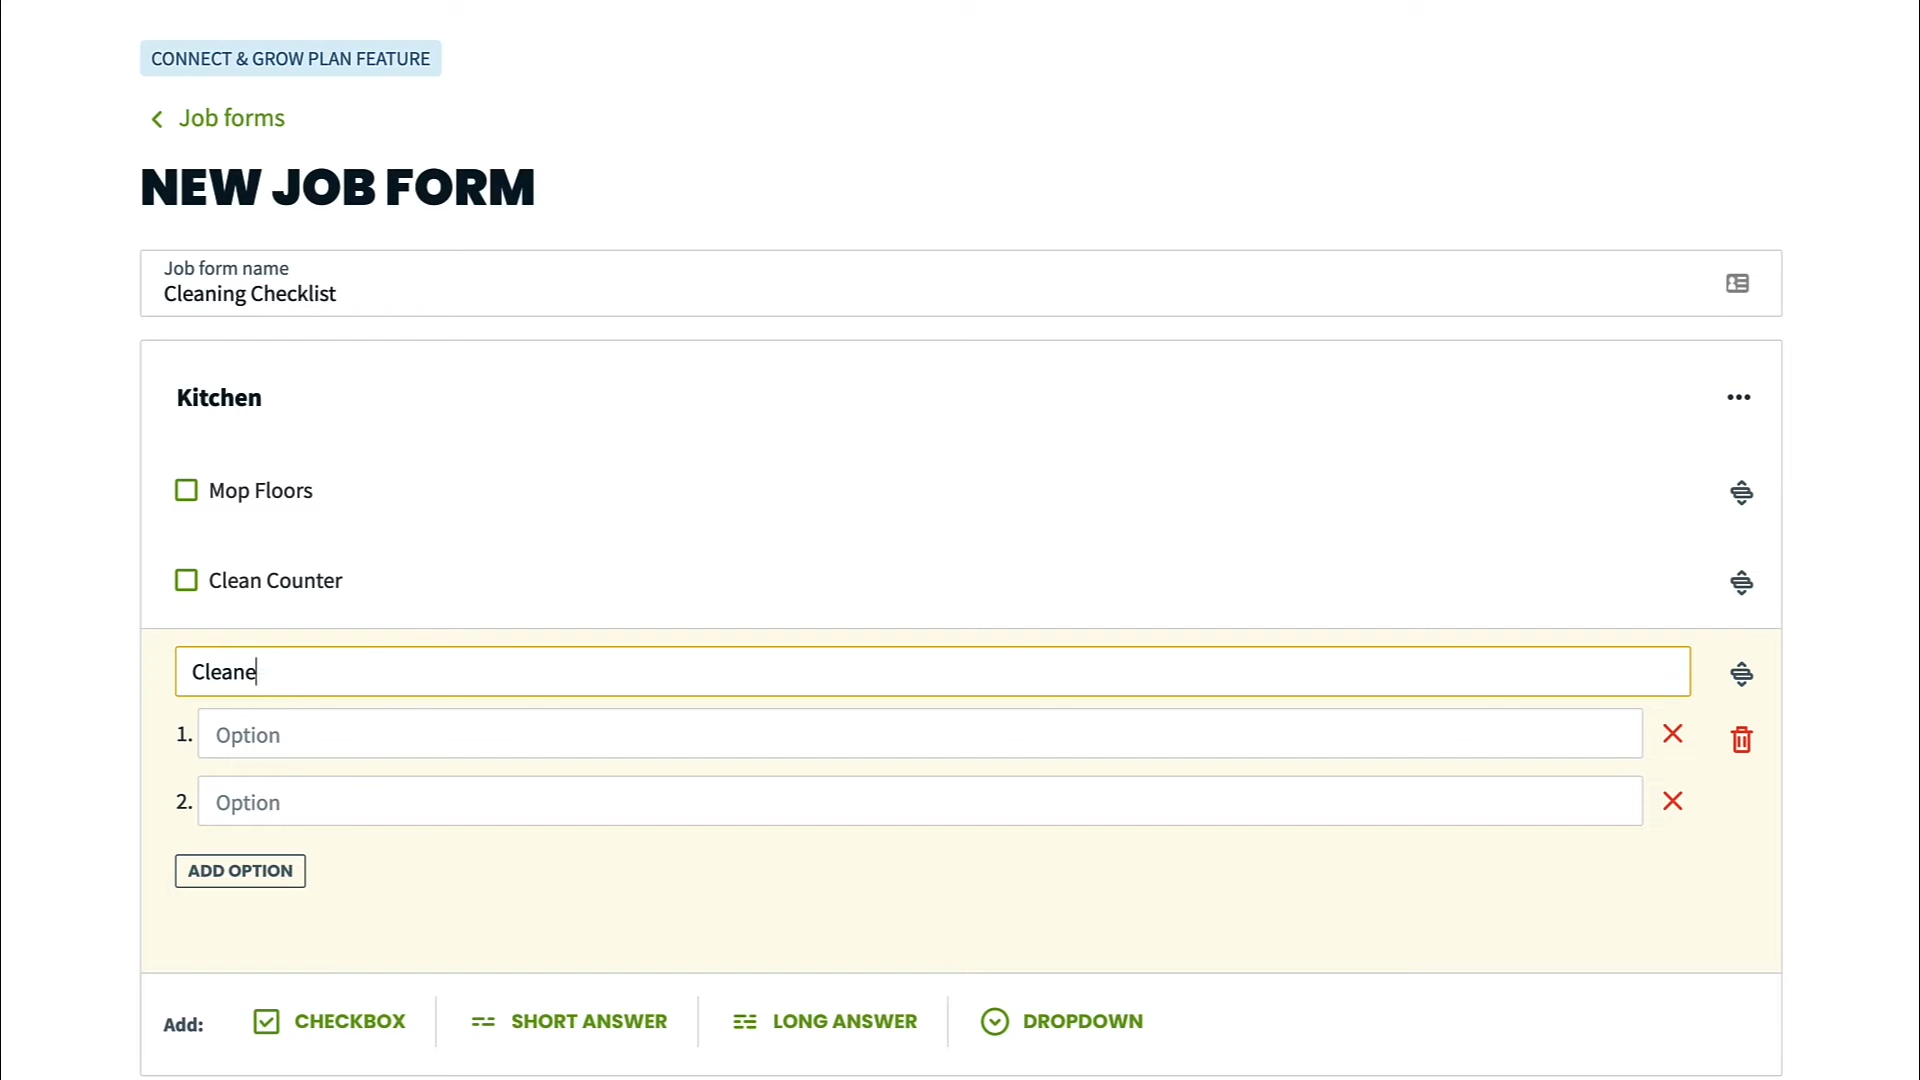 CONNECT & GROW PLAN FEATURE
Job forms
NEW JOB FORM
Job form name
Cleaning Checklist
Kitchen
Mop Floors
Clean Counter
Cleane
1. Option
2. Option
ADD OPTION
Add: CHECKBOX SHORT ANSWER LONG ANSWER DROPDOWN